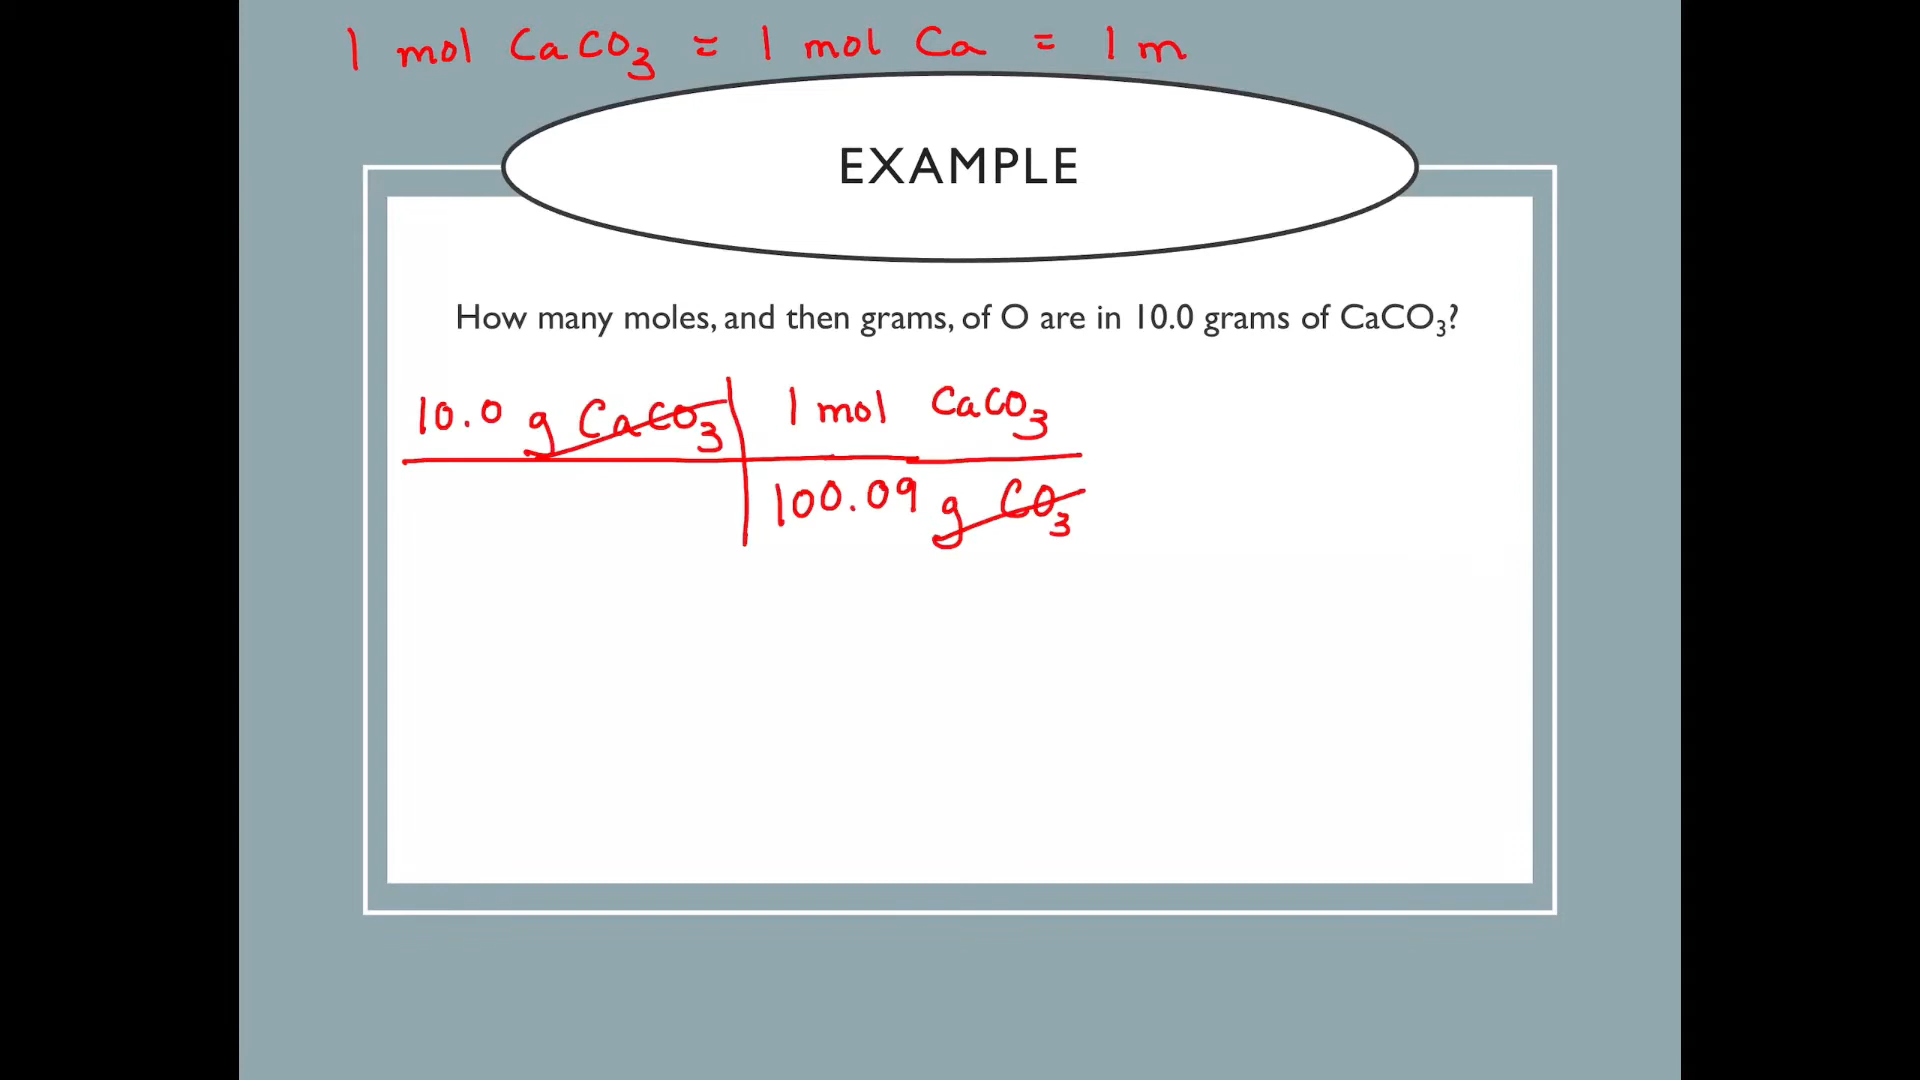 1 mol CaCO₃ = 1 mol Ca = 1 m
EXAMPLE
How many moles, and then grams, of O are in 10.0 grams of CaCO₃?
10.0 g CaCO₃ 1 mol CaCO₃
100.09 g CO₃